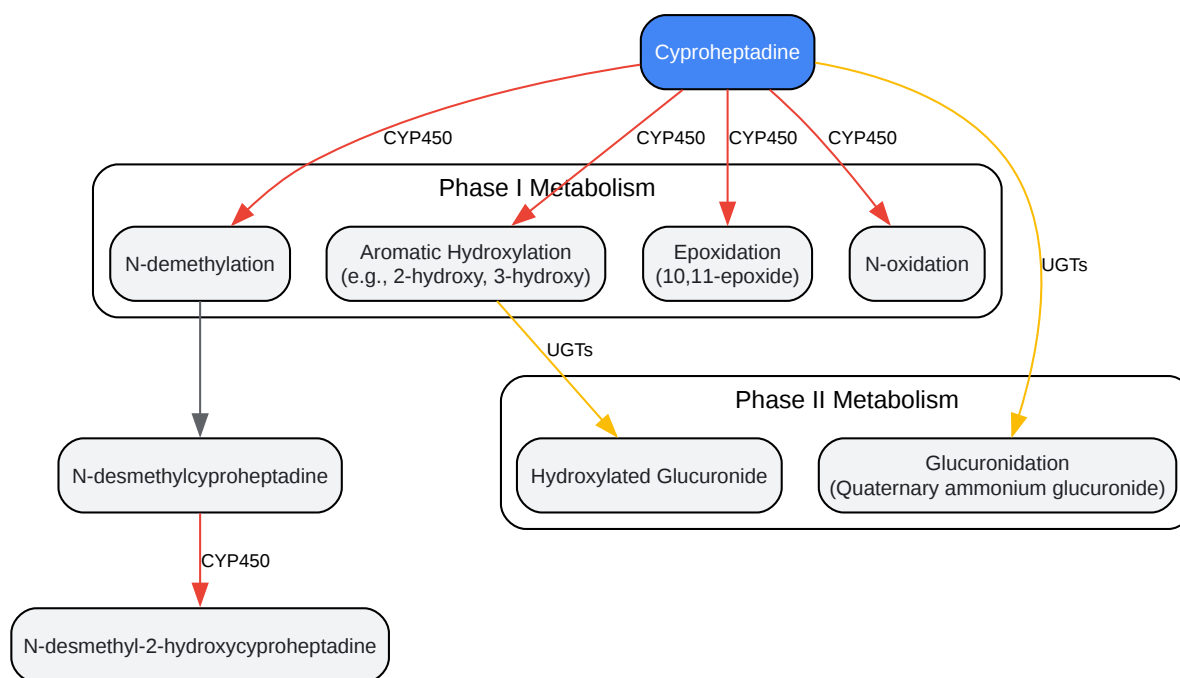 Cyproheptadine
CYP450
CYP450
CYP450
CYP450
Phase I Metabolism
N-demethylation
Aromatic Hydroxylation
(e.g., 2-hydroxy, 3-hydroxy)
Epoxidation
(10,11-epoxide)
N-oxidation
UGTs
UGTs
Phase II Metabolism
N-desmethylcyproheptadine
Hydroxylated Glucuronide
Glucuronidation
(Quaternary ammonium glucuronide)
CYP450
N-desmethyl-2-hydroxycyproheptadine